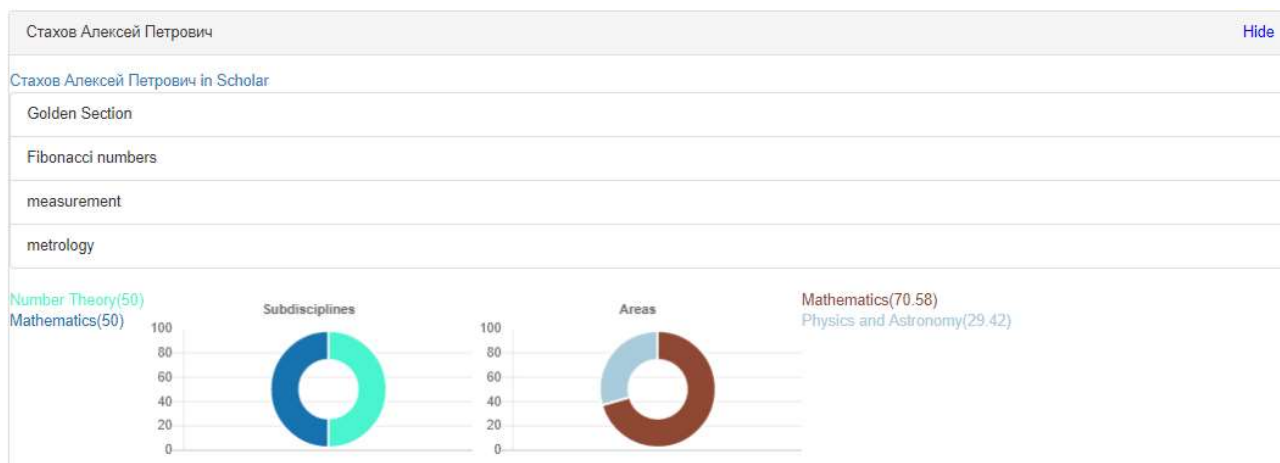 Стахов Алексей Петрович Hide
Стахов Алексей Петрович in Scholar
Golden Section
Fibonacci numbers
measurement
metrology
Number Theory(50)
Mathematics(50)
Subdisciplines
100
80
60
40
20
0
Areas
100
80
60
40
20
0
Mathematics(70.58)
Physics and Astronomy(29.42)